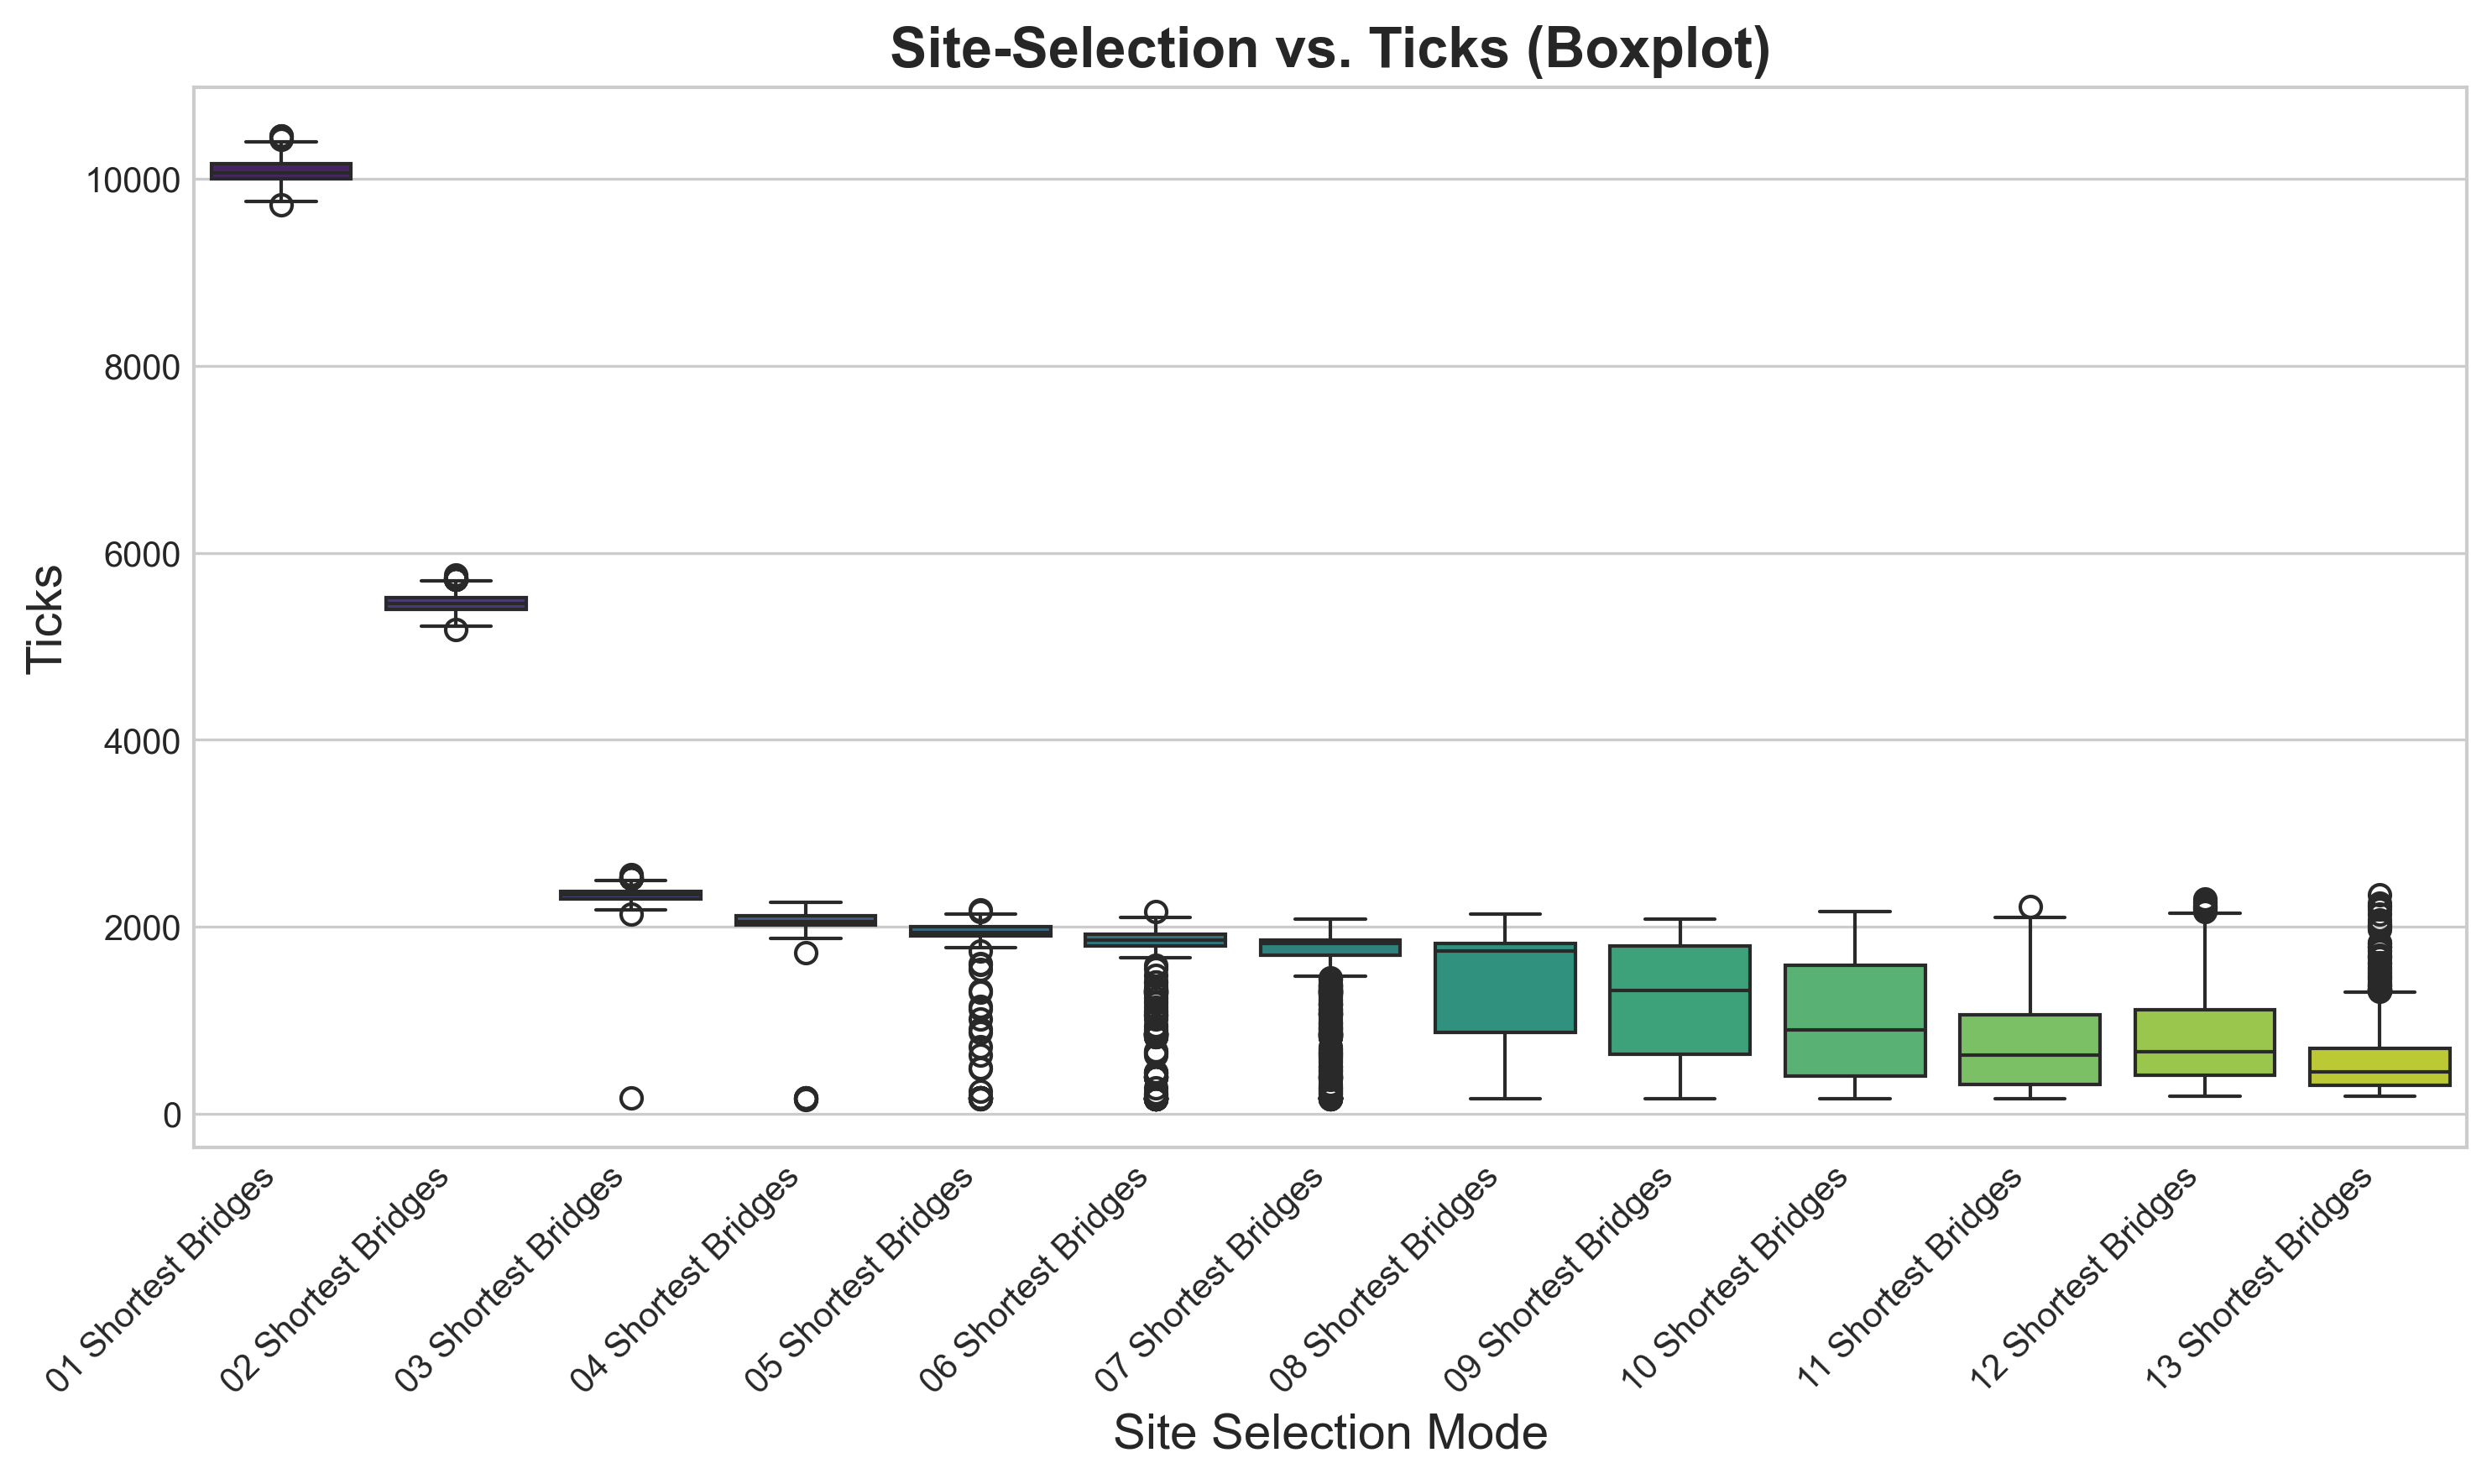 Site-Selection vs. Ticks (Boxplot)
Ticks
10000
8000
6000
4000
2000
0
01 Shortest Bridges
02 Shortest Bridges
03 Shortest Bridges
04 Shortest Bridges
05 Shortest Bridges
06 Shortest Bridges
07 Shortest Bridges
08 Shortest Bridges
09 Shortest Bridges
10 Shortest Bridges
11 Shortest Bridges
12 Shortest Bridges
13 Shortest Bridges
Site Selection Mode